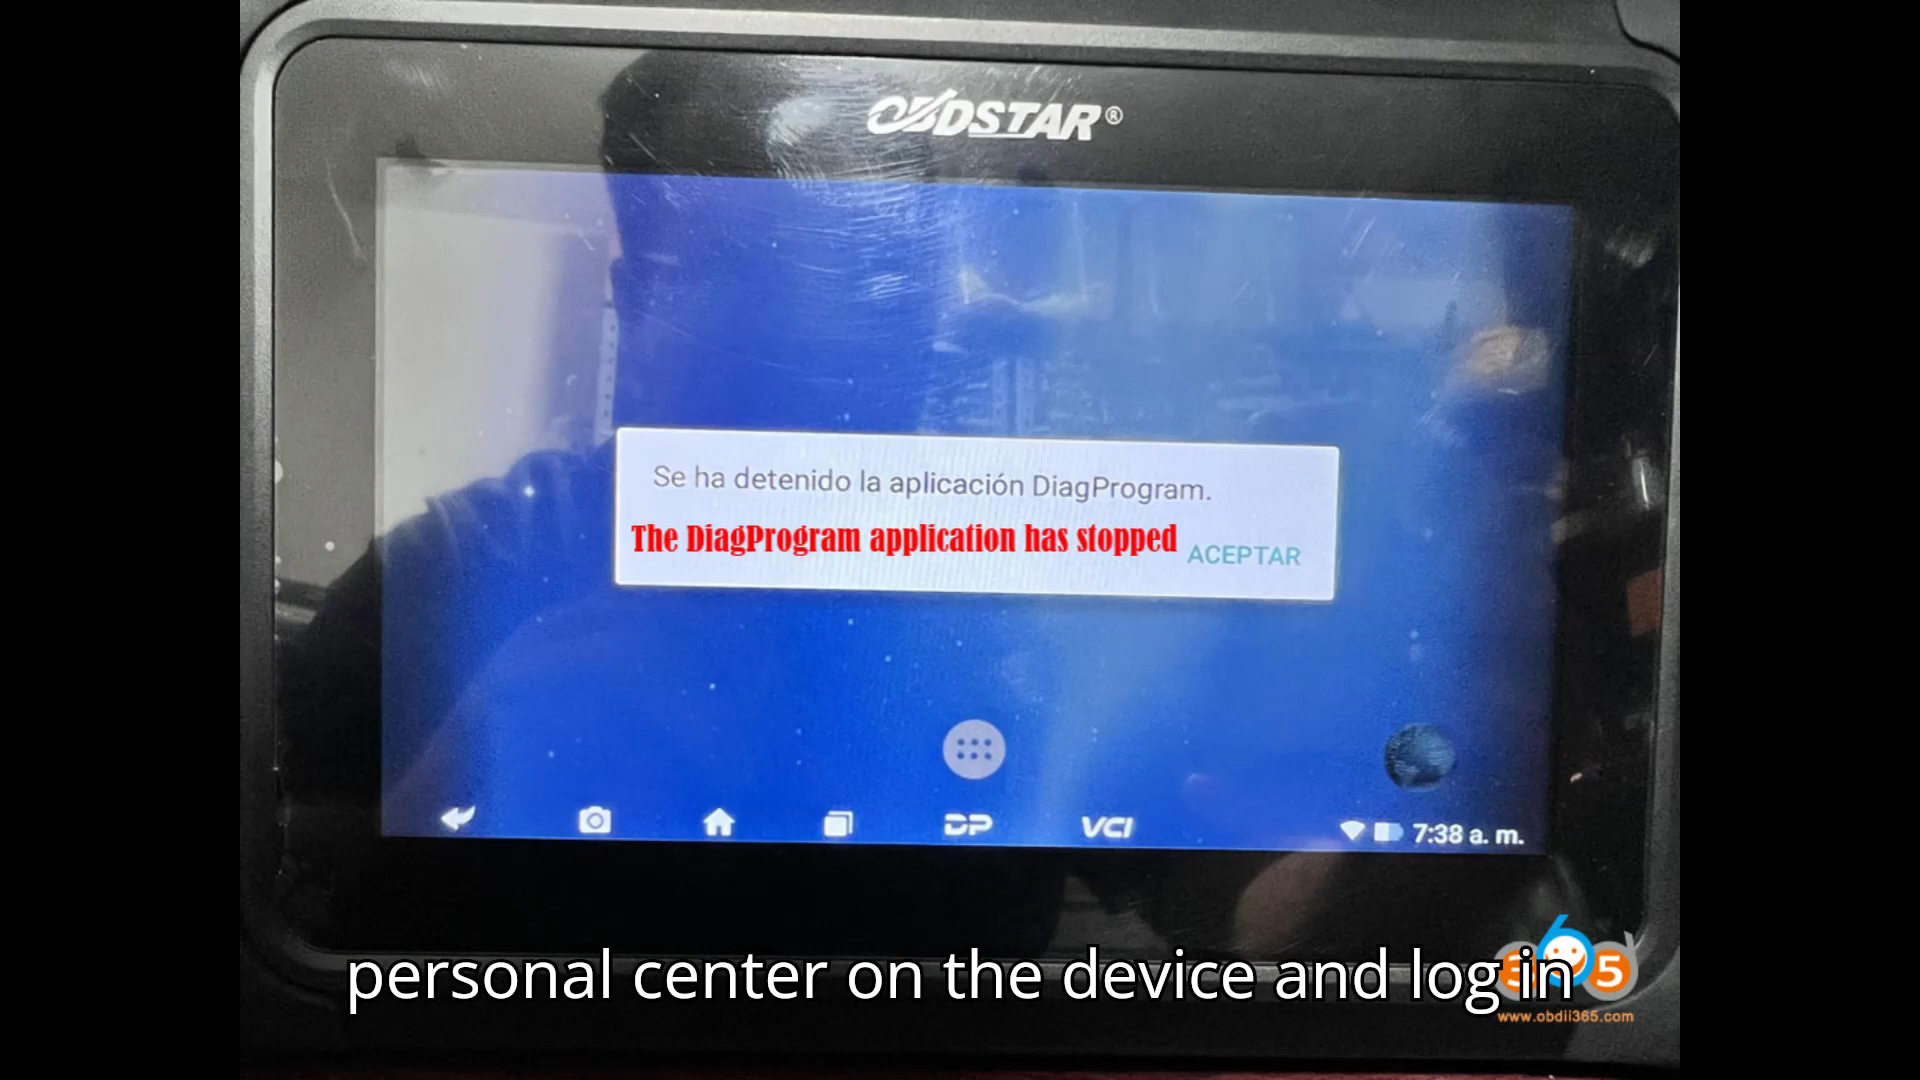 OBDSTAR®
Se ha detenido la aplicación DiagProgram.
The DiagProgram application has stopped
ACEPTAR
DP
VCI
7:38 a. m.
personal center on the device and log in
365
www.obdii365.com